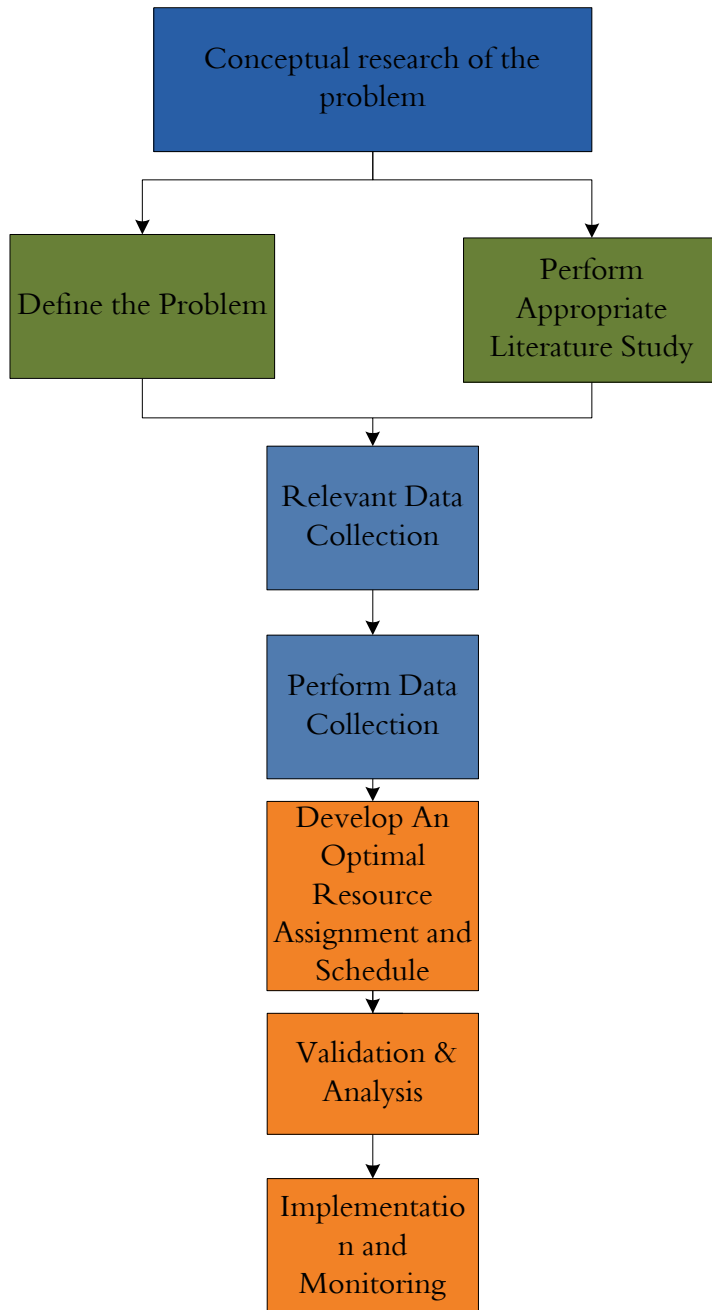 Conceptual research of the
problem
Define the Problem
Perform
Appropriate
Literature Study
Relevant Data
Collection
Perform Data
Collection
Develop An
Optimal
Resource
Assignment and
Schedule
Validation &
Analysis
Implementatio
n and
Monitoring